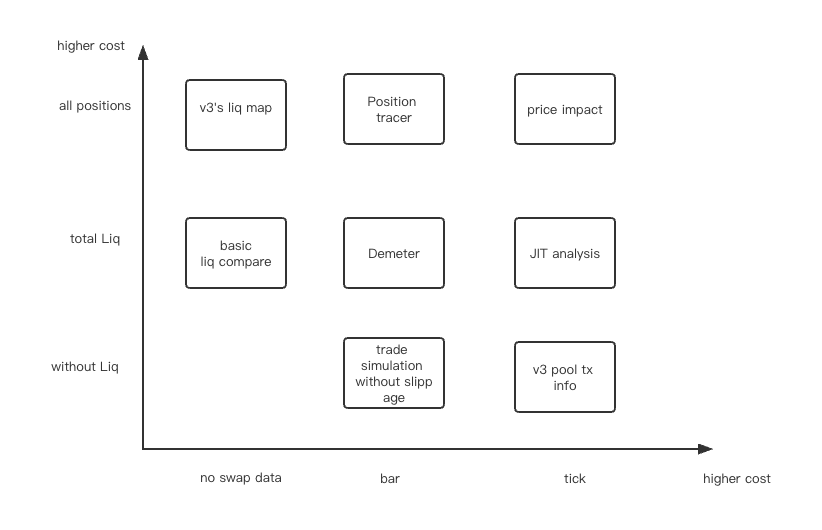 higher cost
all positions
v3's liq map
Position
tracer
price impact
total Liq
basic
liq compare
Demeter
JIT analysis
without Liq
trade
simulation
without slipp
age
v3 pool tx
info
no swap data
bar
tick
higher cost